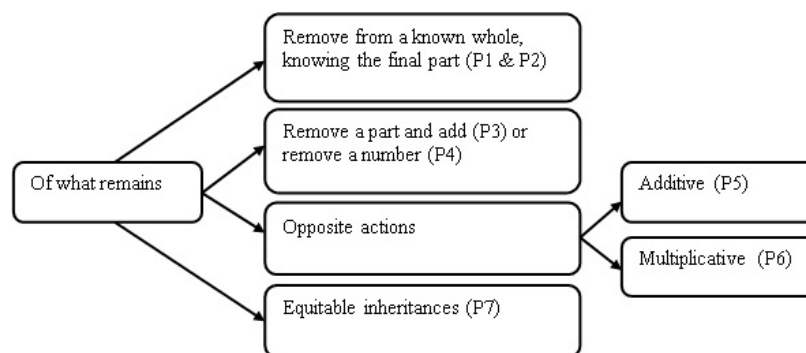 Remove from a known whole,
knowing the final part (P1 & P2)
Remove a part and add (P3) or
remove a number (P4)
Of what remains
Additive (P5)
Opposite actions
Multiplicative (P6)
Equitable inheritances (P7)